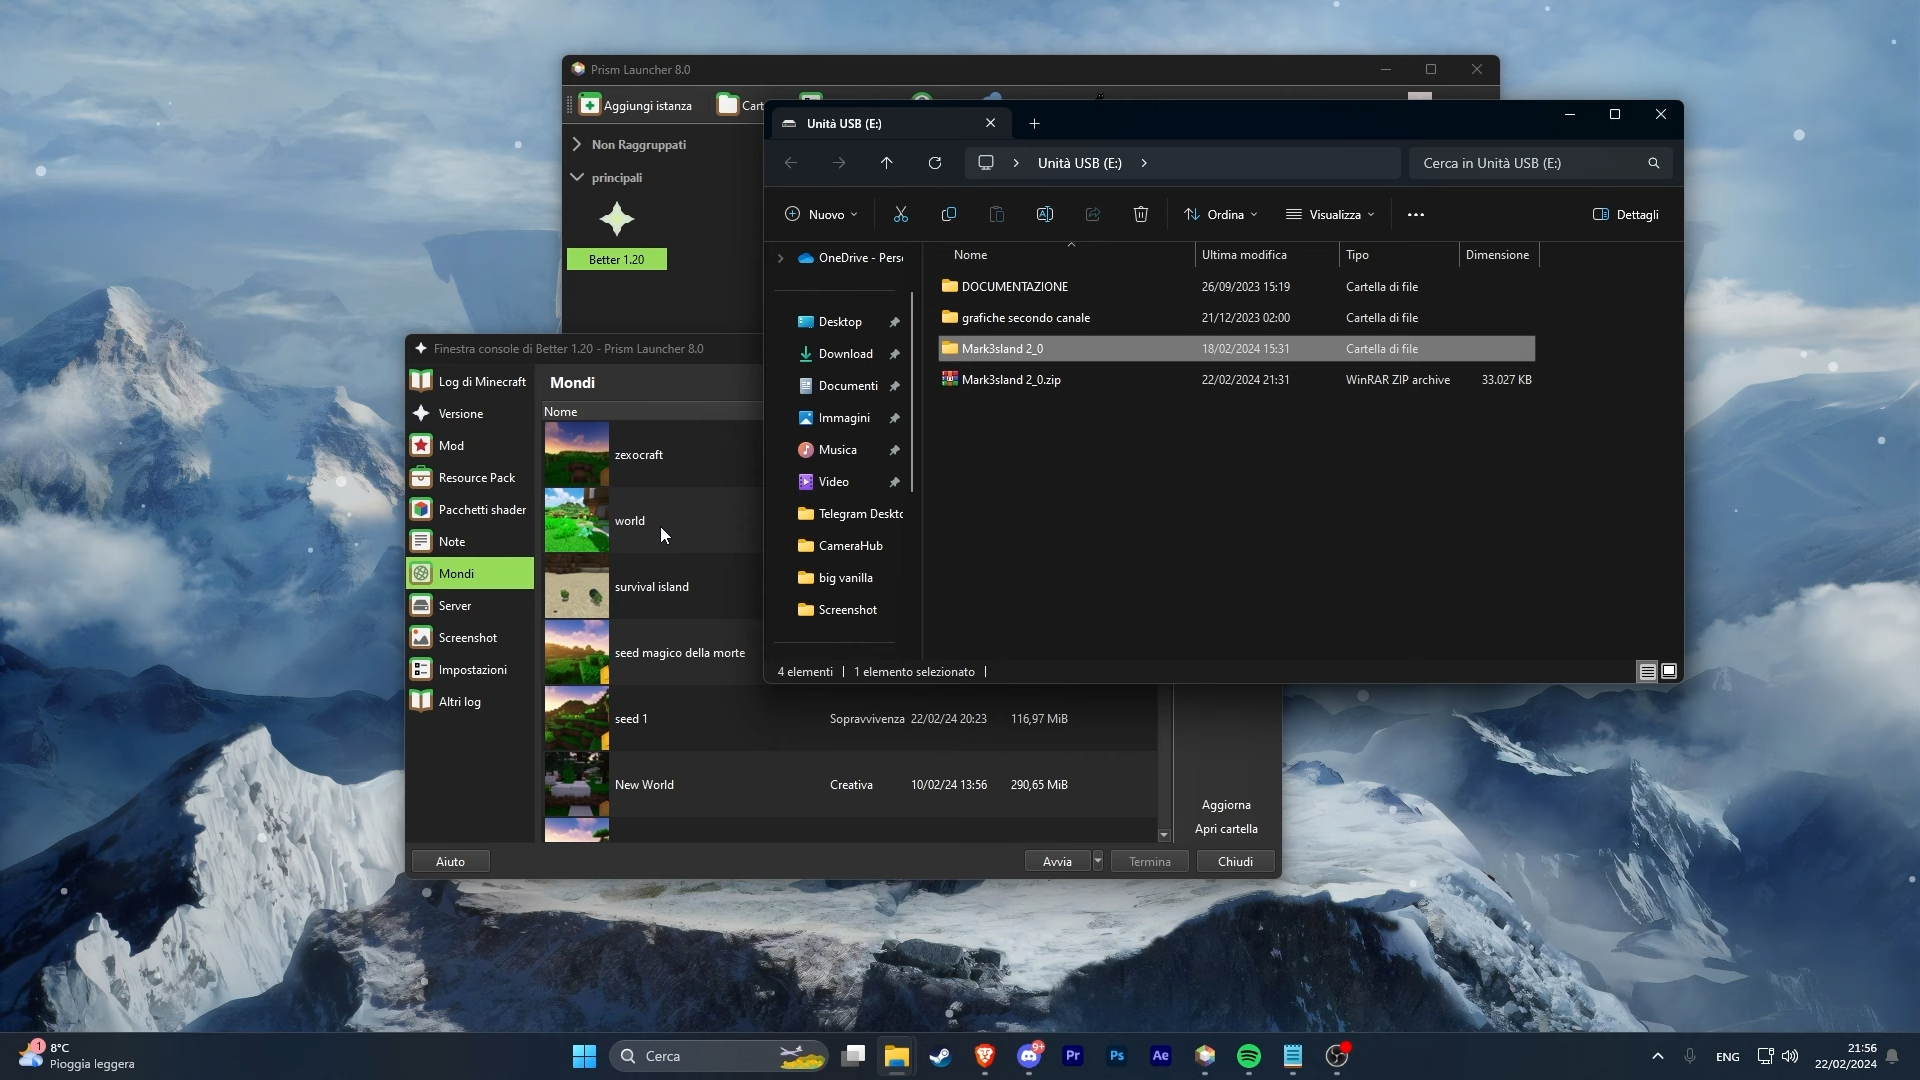 Prism Launcher 8.0
Aggiungi istanza
Cart
Non Raggruppati
principali
Better 1.20
Unità USB (E:)
Unità USB (E:)
Cerca in Unità USB (E:)
Nuovo
Ordina
Visualizza
Dettagli
OneDrive - Pers
Desktop
Download
Documenti
Immagini
Musica
Video
Telegram Deskto
CameraHub
big vanilla
Screenshot
Nome Ultima modifica Tipo Dimensione
DOCUMENTAZIONE 26/09/2023 15:19 Cartella di file
grafiche secondo canale 21/12/2023 02:00 Cartella di file
Mark3sland 2_0 18/02/2024 15:31 Cartella di file
Mark3sland 2_0.zip 22/02/2024 21:31 WinRAR ZIP archive 33.027 KB
4 elementi 1 elemento selezionato
Finestra console di Better 1.20 - Prism Launcher 8.0
Log di Minecraft
Versione
Mod
Resource Pack
Pacchetti shader
Note
Mondi
Server
Screenshot
Impostazioni
Altri log
Mondi
Nome
zexocraft
world
survival island
seed magico della morte
seed 1 Sopravvivenza 22/02/24 20:23 116,97 MiB
New World Creativa 10/02/24 13:56 290,65 MiB
Aggiorna
Apri cartella
Aiuto
Avvia
Termina
Chiudi
1
8°C
Pioggia leggera
Cerca
9+
Pr
Ps
Ae
ENG
21:56
22/02/2024